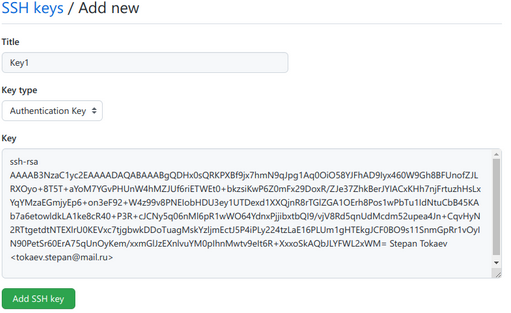 SSH keys / Add new
Title
Key1
Key type
Authentication Key
Key
ssh-rsa
AAAAB3NzaC1yc2EAAAADAQABAAABgQDHx0sQRKPXBf9jx7hmN9qJpg1Aq0OiO58YJFhAD9Iyx460W9Gh8BFUnofZJL
RXOyo+8T5T+aYoM7YGvPHUnW4hMZJUf6riETWEt0+bkzsiKwP6Z0mFx29DoxR/ZJe37ZhkBerJYIACxKHh7njFrtuzhHsLx
YqYMzaEGmjyEp6+on3eF92+W4z99v8PNEIobHDU3ey1UTDexd1XXQjnR8rTGlZGA1OErh8Pos1wPbTu1IdNtuCbB45KA
b7a6etowldkLA1ke8cR40+P3R+cJCNy5q06nMI6pR1wWO64YdnxPjjibxtbQI9/vjV8Rd5qnUdMcdm52upea4Jn+CqvHyN
2RTtgetdtNTEXIrU0KEVxc7tjgbwkDDoTuagMskYzIjmEctJ5P4iPLy224tzLaE16PLUm1gHTEkgJCF0BO9s11SnmGpRr1vOyI
N90PetSr60ErA75qUnOyKem/xxmGlJzEXnlvuYM0pIhnMwtv9eIt6R+XxxoSkAQbJLYFWL2xWM= Stepan Tokaev
<tokaev.stepan@mail.ru>
Add SSH key